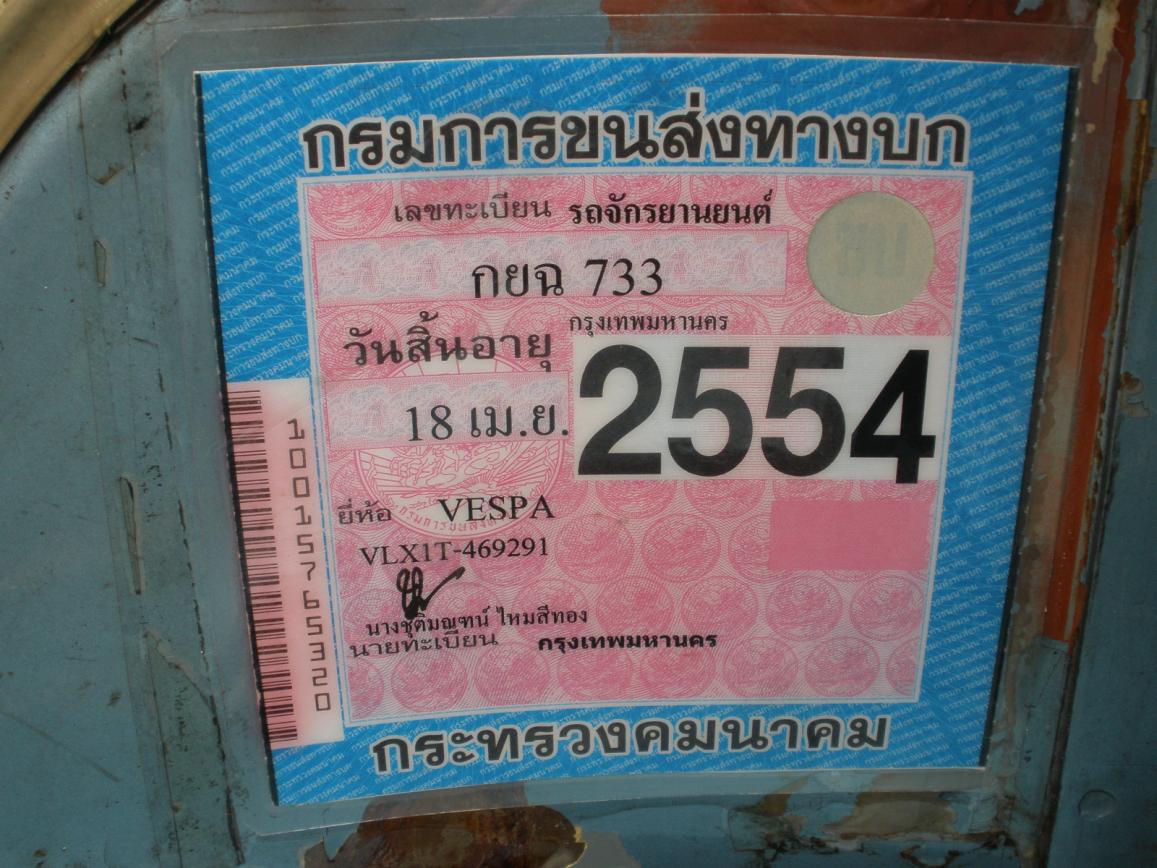 กรมการขนส่งทางบก
เลขทะเบียน รถจักรยานยนต์
กยฉ 733
กรุงเทพมหานคร
วันสิ้นอายุ
18 เม.ย. 2554
ยี่ห้อ VESPA
VLX1T-469291
นางชุติมณฑน์ ไหมสีทอง
นายทะเบียน กรุงเทพมหานคร
กระทรวงคมนาคม
1001576 5320